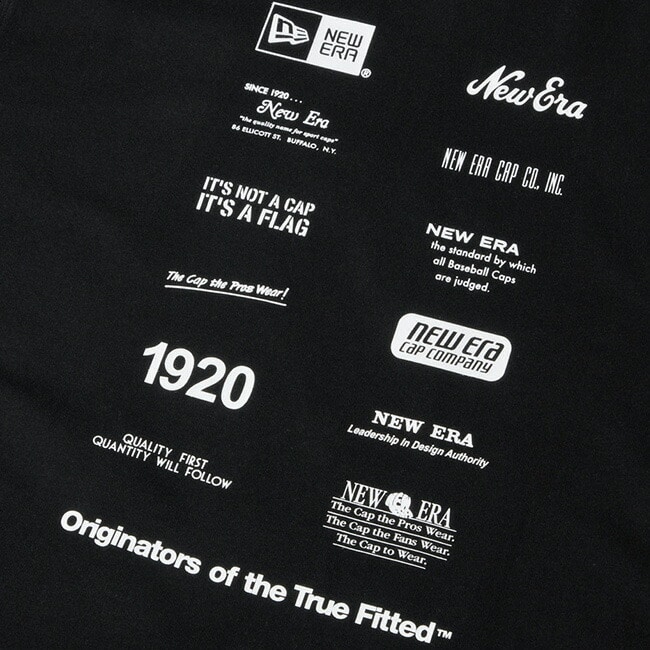 NEW
ERA
®
SINCE 1920...
New Era
"the quality name for sport caps"
86 ELLICOTT ST. BUFFALO, N.Y.
IT'S NOT A CAP
IT'S A FLAG
The Cap the Pros Wear!
1920
QUALITY FIRST
QUANTITY WILL FOLLOW
New Era
NEW ERA CAP CO., INC.
NEW ERA
the standard by which
all Baseball Caps
are judged.
new era
cap company
NEW ERA
Leadership In Design Authority
NEW ERA
The Cap the Pros Wear.
The Cap the Fans Wear.
The Cap to Wear.
Originators of the True Fitted™